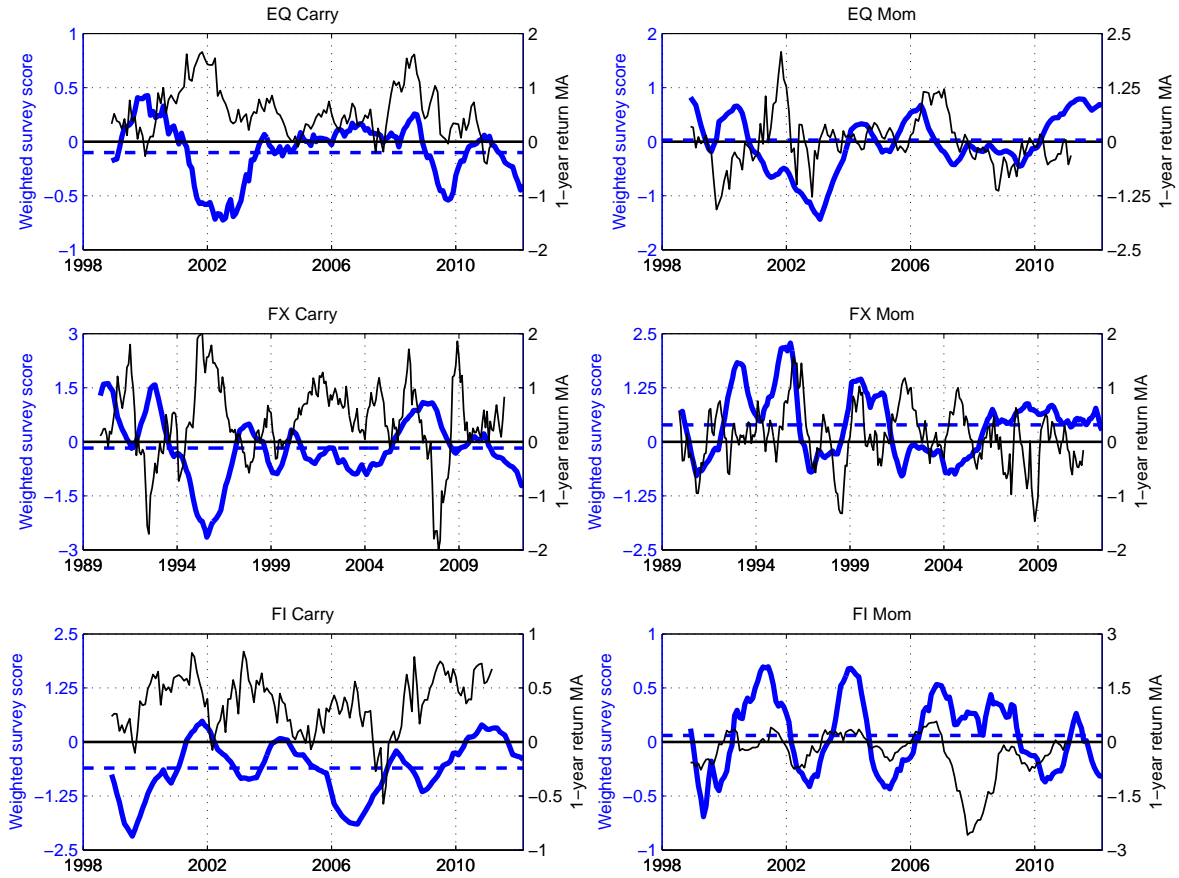 EQ Carry
1
0.5
0
−0.5
−1
Weighted survey score
2
1
0
−1
−2
1−year return MA
1998 2002 2006 2010
EQ Mom
2
1
0
−1
−2
Weighted survey score
2.5
1.25
0
−1.25
−2.5
1−year return MA
1998 2002 2006 2010
FX Carry
3
1.5
0
−1.5
−3
Weighted survey score
2
1
0
−1
−2
1−year return MA
1989 1994 1999 2004 2009
FX Mom
2.5
1.25
0
−1.25
−2.5
Weighted survey score
2
1
0
−1
−2
1−year return MA
1989 1994 1999 2004 2009
FI Carry
2.5
1.25
0
−1.25
−2.5
Weighted survey score
1
0.5
0
−0.5
−1
1−year return MA
1998 2002 2006 2010
FI Mom
1
0.5
0
−0.5
−1
Weighted survey score
3
1.5
0
−1.5
−3
1−year return MA
1998 2002 2006 2010